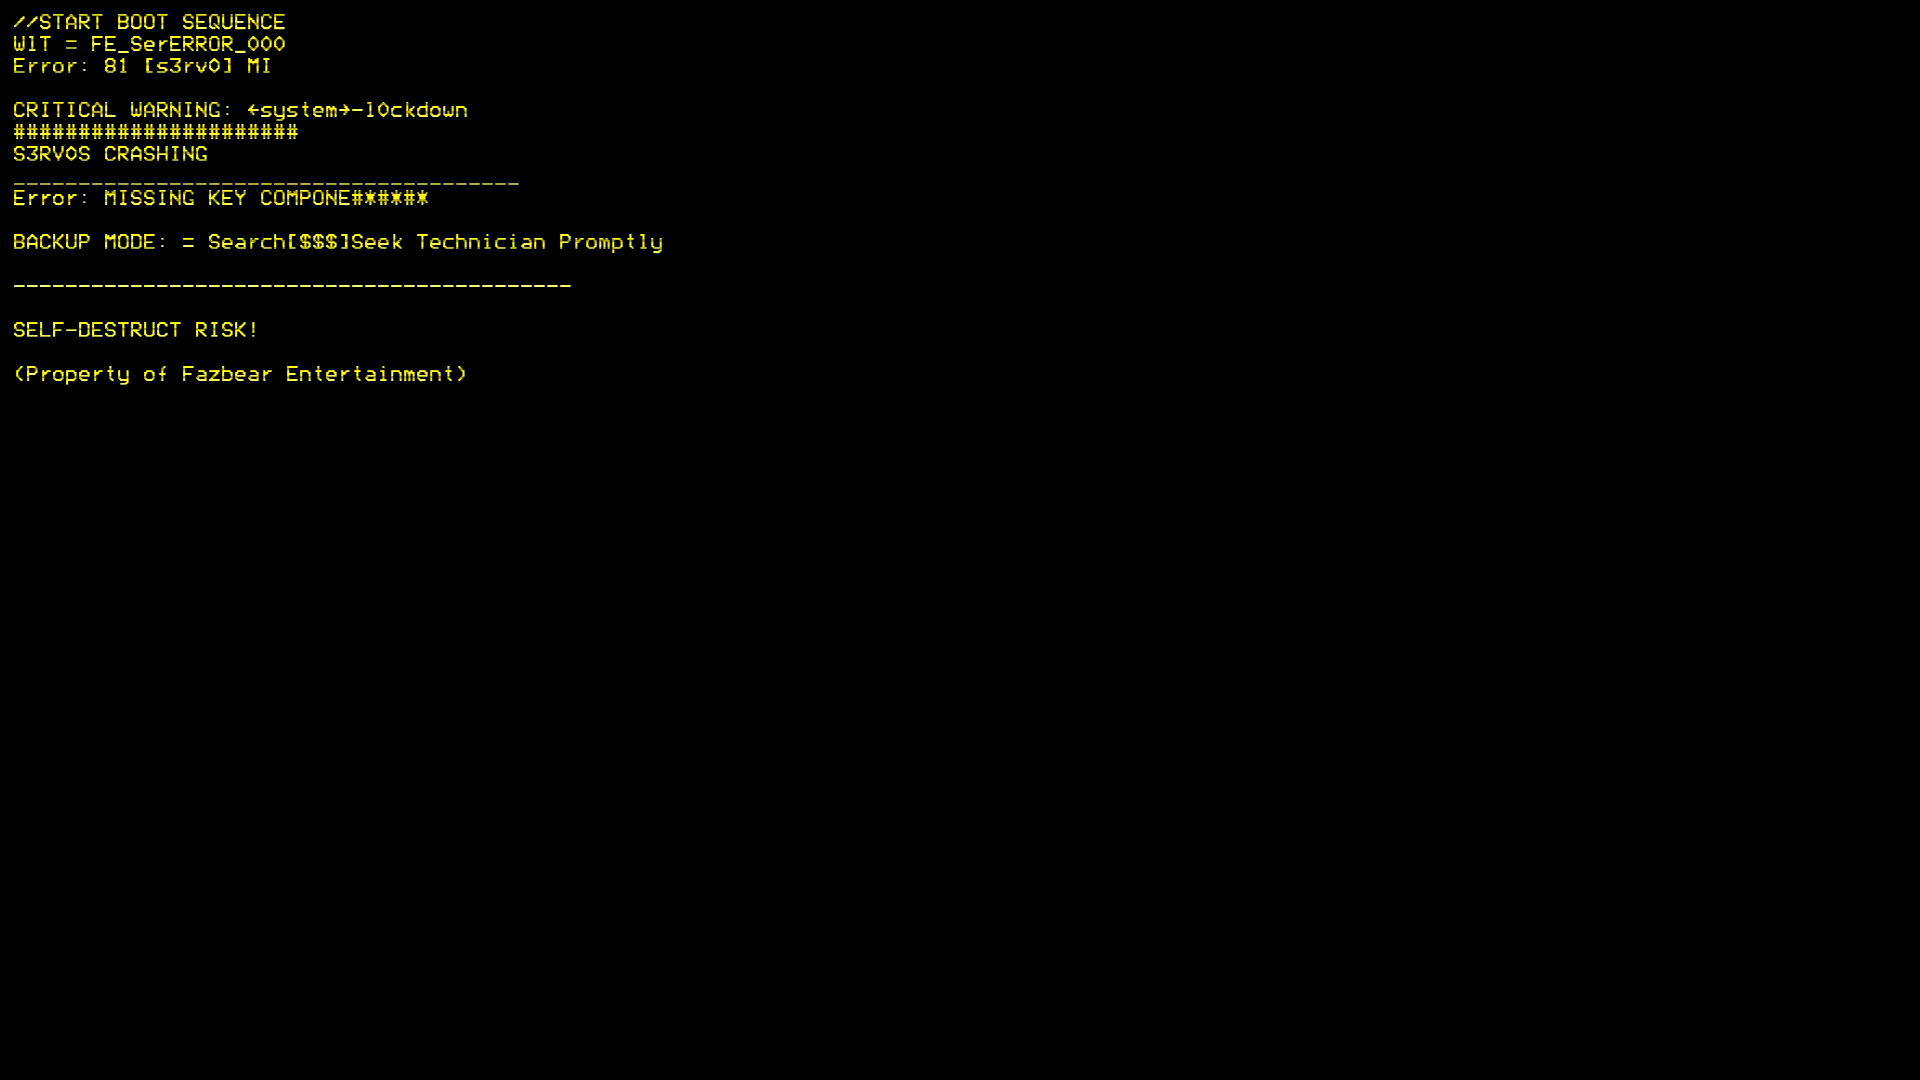 //START BOOT SEQUENCE
W1T = FE_SerERROR_000
Error: 81 [s3rv0] MI
CRITICAL WARNING: ←system→-l0ckdown
######################
S3RV0S CRASHING
_______________________________________
Error: MISSING KEY COMPONE#*#*#*
BACKUP MODE: = Search[$$$]Seek Technician Promptly
-------------------------------------------
SELF-DESTRUCT RISK!
(Property of Fazbear Entertainment)